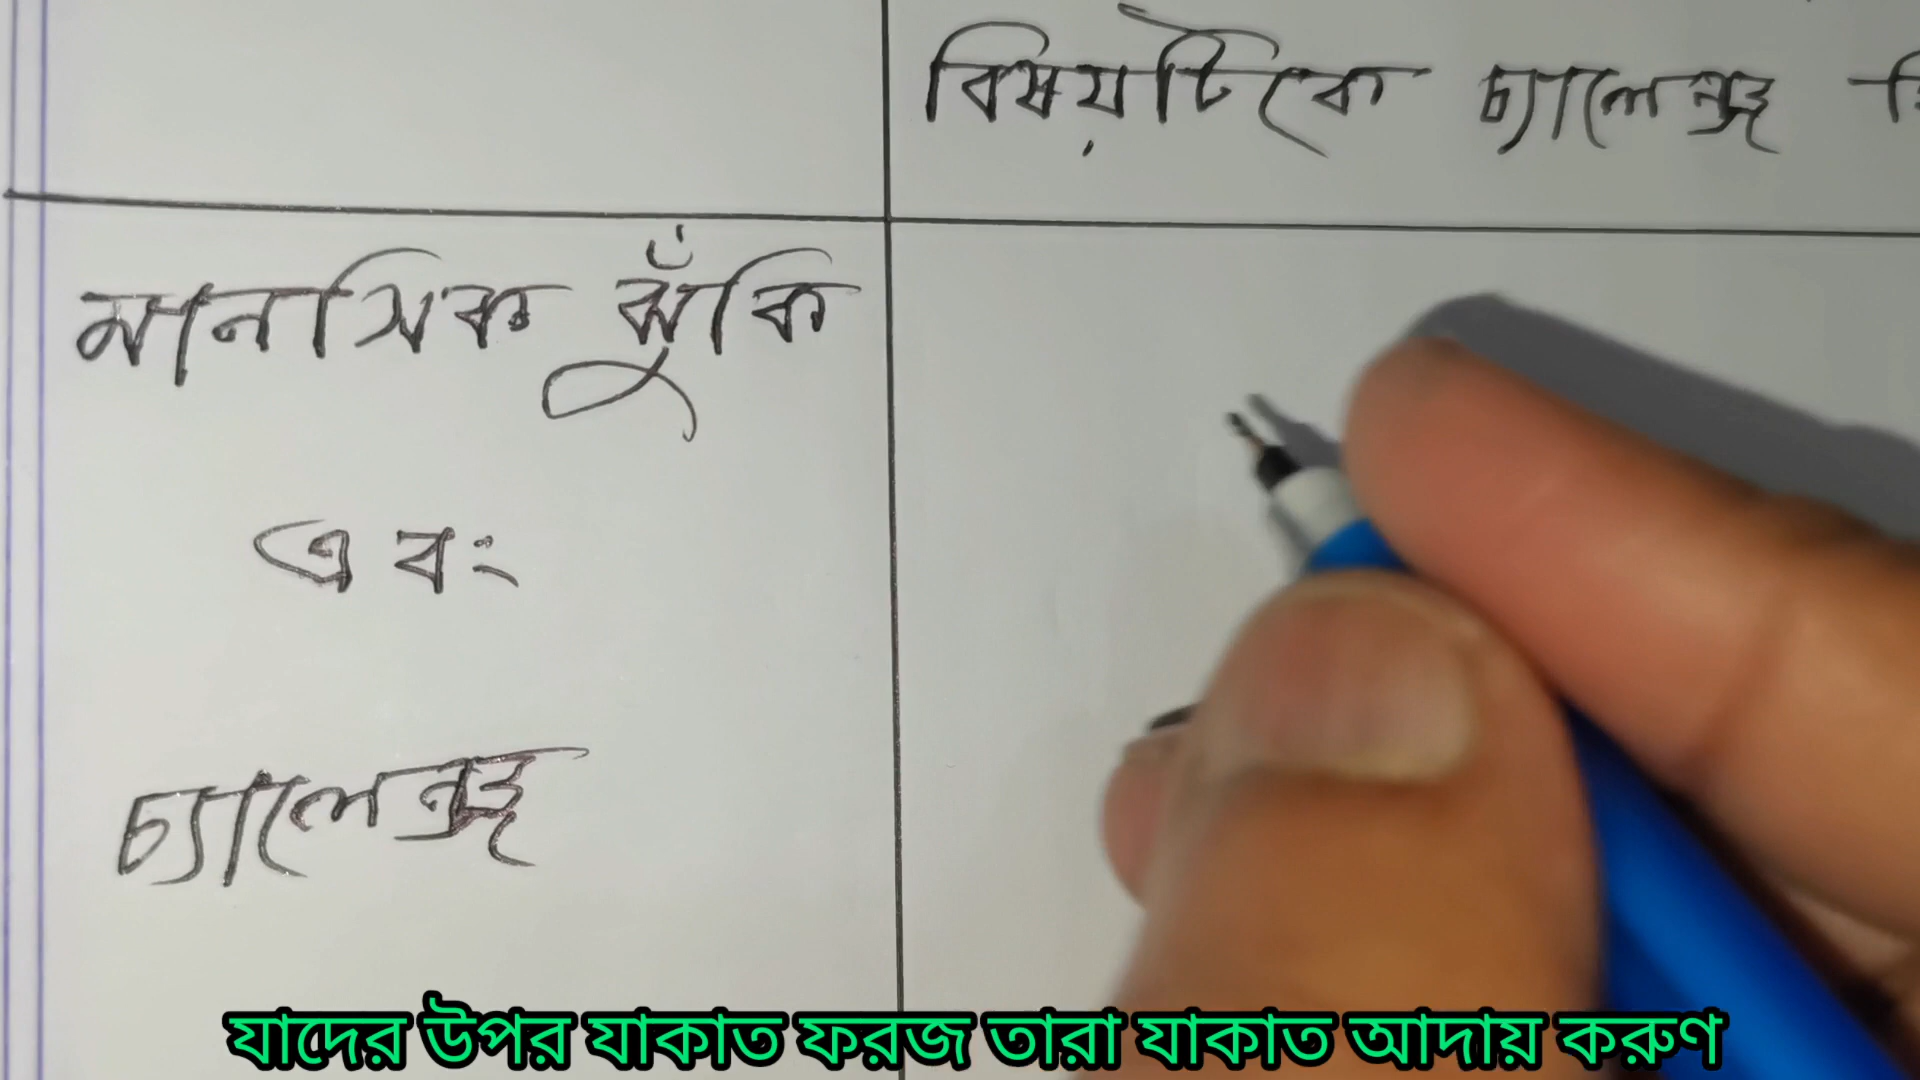 বিষয়টিকে চ্যালেঞ্জ
মানসিক ঝুঁকি
এবং
চ্যালেঞ্জ
যাদের উপর যাকাত ফরজ তারা যাকাত আদায় করুণ